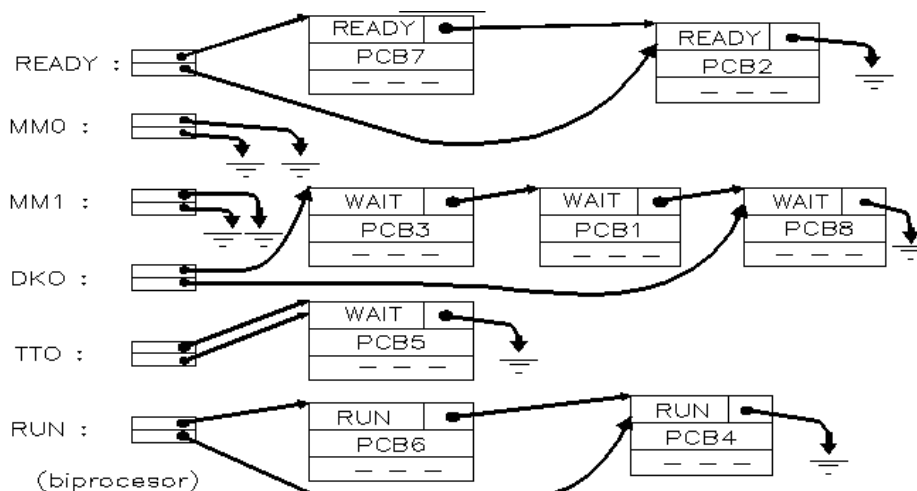 READY :
READY
PCB7
READY
PCB2
MM0 :
MM1 :
WAIT
PCB3
WAIT
PCB1
WAIT
PCB8
DK0 :
TT0 :
WAIT
PCB5
RUN :
(biprocesor)
RUN
PCB6
RUN
PCB4